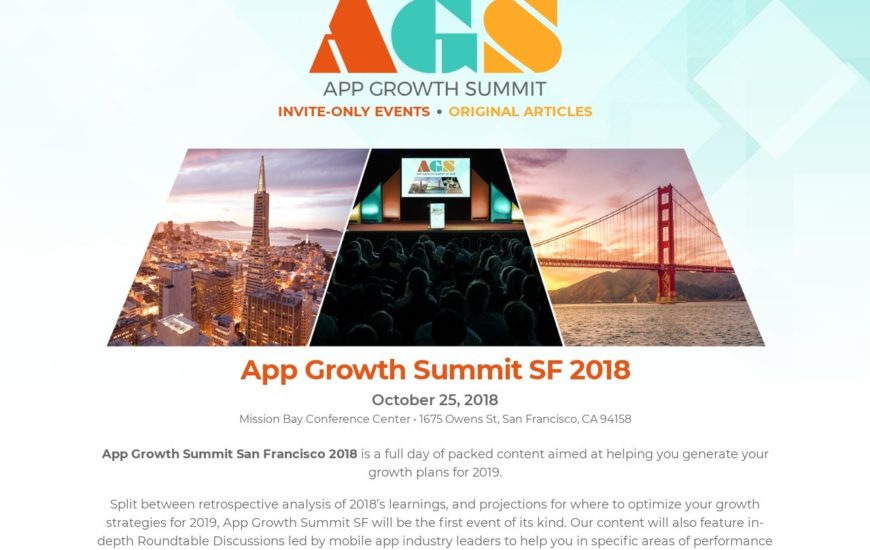 AGS
APP GROWTH SUMMIT
INVITE-ONLY EVENTS • ORIGINAL ARTICLES
AGS
App Growth Summit SF 2018
October 25, 2018
Mission Bay Conference Center • 1675 Owens St, San Francisco, CA 94158
App Growth Summit San Francisco 2018 is a full day of packed content aimed at helping you generate your
growth plans for 2019.
Split between retrospective analysis of 2018's learnings, and projections for where to optimize your growth
strategies for 2019, App Growth Summit SF will be the first event of its kind. Our content will also feature in-
depth Roundtable Discussions led by mobile app industry leaders to help you in specific areas of performance